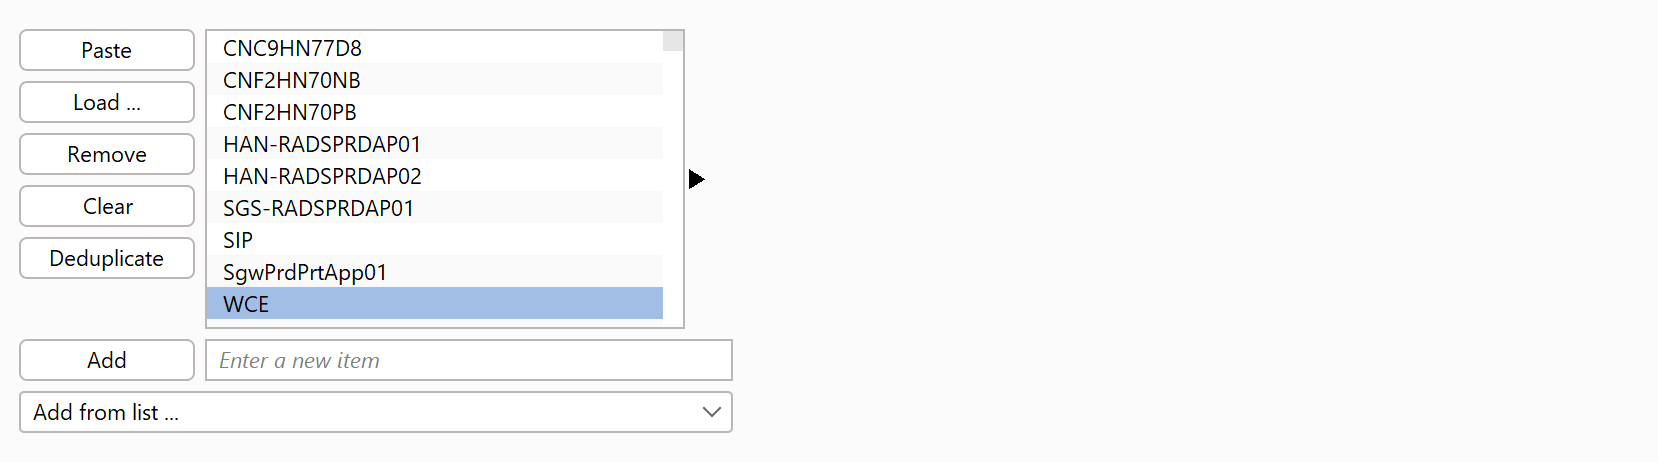 Paste
Load ...
Remove
Clear
Deduplicate
CNC9HN77D8
CNF2HN70NB
CNF2HN70PB
HAN-RADSPRDAP01
HAN-RADSPRDAP02
SGS-RADSPRDAP01
SIP
SgwPrdPrtApp01
WCE
Add
Enter a new item
Add from list ...